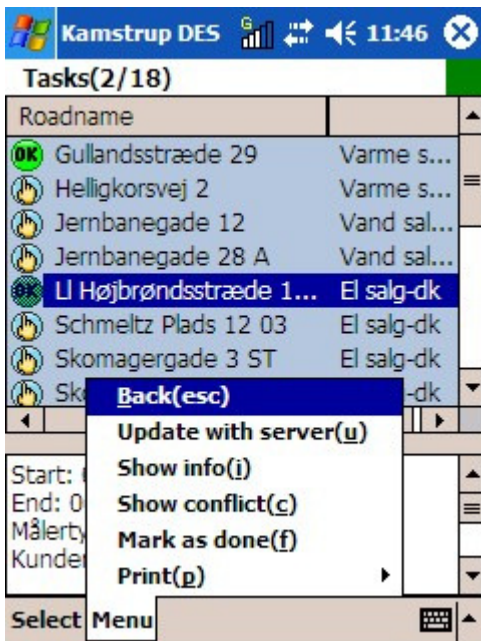 Kamstrup DES G 11:46
Tasks(2/18)
Roadname
OK Gullandsstræde 29 Varme s...
Helligkorsvej 2 Varme s...
Jernbanegade 12 Vand sal...
Jernbanegade 28 A Vand sal...
OK Ll Højbrøndsstræde 1... El salg-dk
Schmeltz Plads 12 03 El salg-dk
Skomagergade 3 ST El salg-dk
-dk
Back(esc)
Update with server(u)
Show info(i)
Show conflict(c)
Mark as done(f)
Print(p)
Start:
End:
Select Menu